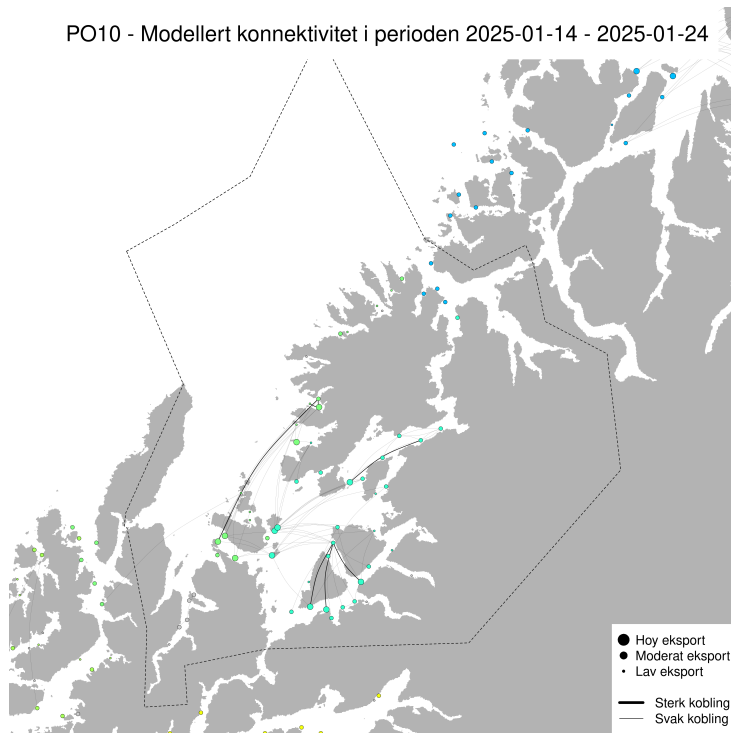 PO10 - Modellert konnektivitet i perioden 2025-01-14 - 2025-01-24
Hoy eksport
Moderat eksport
Lav eksport
Sterk kobling
Svak kobling